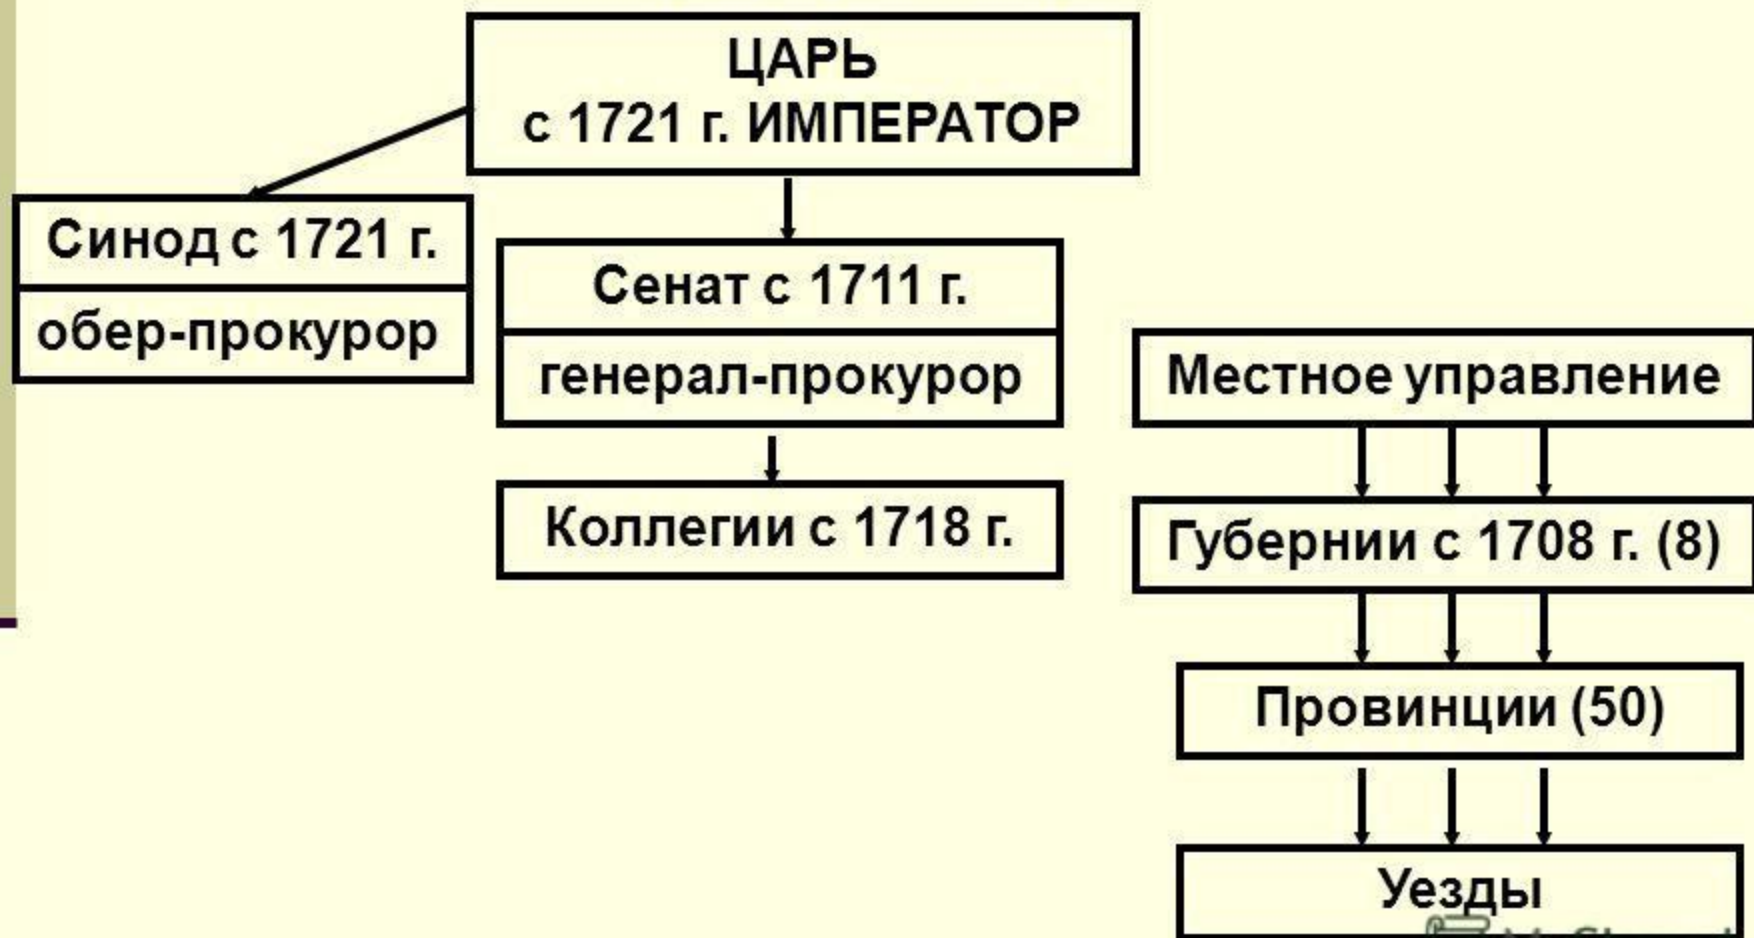 ЦАРЬ
с 1721 г. ИМПЕРАТОР
Синод с 1721 г.
обер-прокурор
Сенат с 1711 г.
генерал-прокурор
Коллегии с 1718 г.
Местное управление
Губернии с 1708 г. (8)
Провинции (50)
Уезды